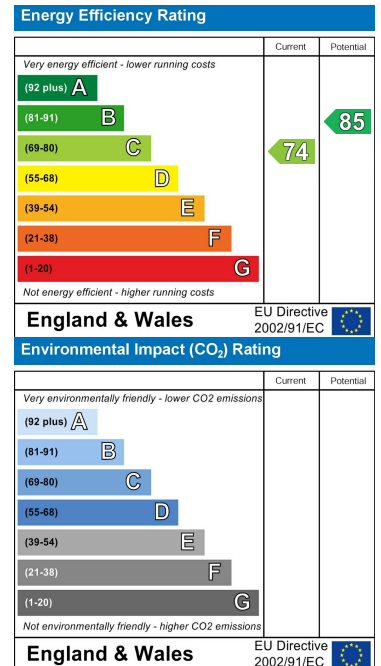 Energy Efficiency Rating
Current Potential
Very energy efficient - lower running costs
(92 plus) A
(81-91) B
85
(69-80) C
74
(55-68) D
(39-54) E
(21-38) F
(1-20) G
Not energy efficient - higher running costs
England & Wales
EU Directive
2002/91/EC
Environmental Impact (CO₂) Rating
Current Potential
Very environmentally friendly - lower CO2 emissions
(92 plus) A
(81-91) B
(69-80) C
(55-68) D
(39-54) E
(21-38) F
(1-20) G
Not environmentally friendly - higher CO2 emissions
England & Wales
EU Directive
2002/91/EC